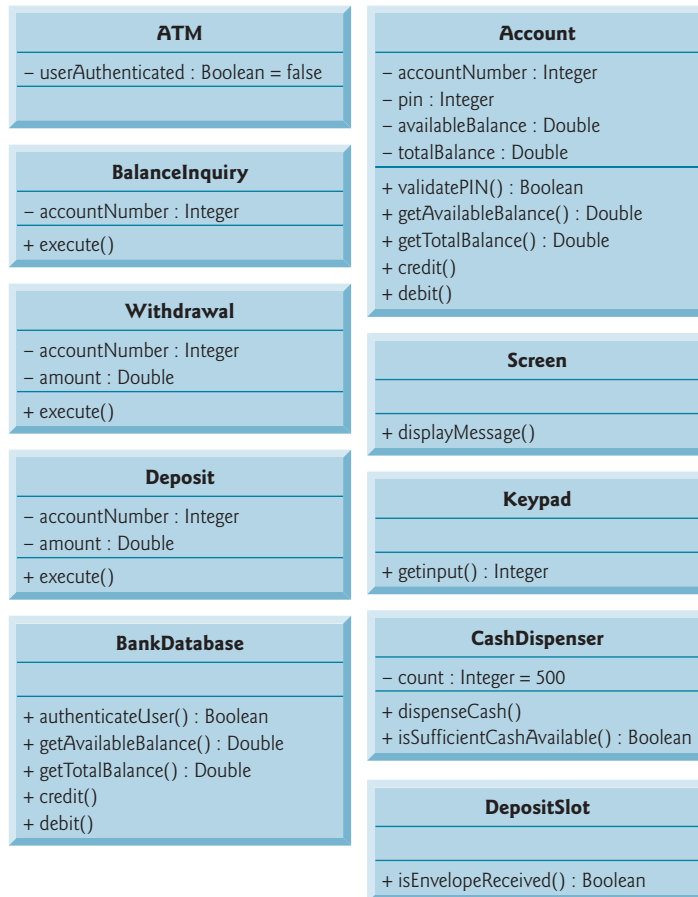 ATM
– userAuthenticated : Boolean = false
BalanceInquiry
– accountNumber : Integer
+ execute()
Withdrawal
– accountNumber : Integer
– amount : Double
+ execute()
Deposit
– accountNumber : Integer
– amount : Double
+ execute()
BankDatabase
+ authenticateUser() : Boolean
+ getAvailableBalance() : Double
+ getTotalBalance() : Double
+ credit()
+ debit()
Account
– accountNumber : Integer
– pin : Integer
– availableBalance : Double
– totalBalance : Double
+ validatePIN() : Boolean
+ getAvailableBalance() : Double
+ getTotalBalance() : Double
+ credit()
+ debit()
Screen
+ displayMessage()
Keypad
+ getinput() : Integer
CashDispenser
– count : Integer = 500
+ dispenseCash()
+ isSufficientCashAvailable() : Boolean
DepositSlot
+ isEnvelopeReceived() : Boolean